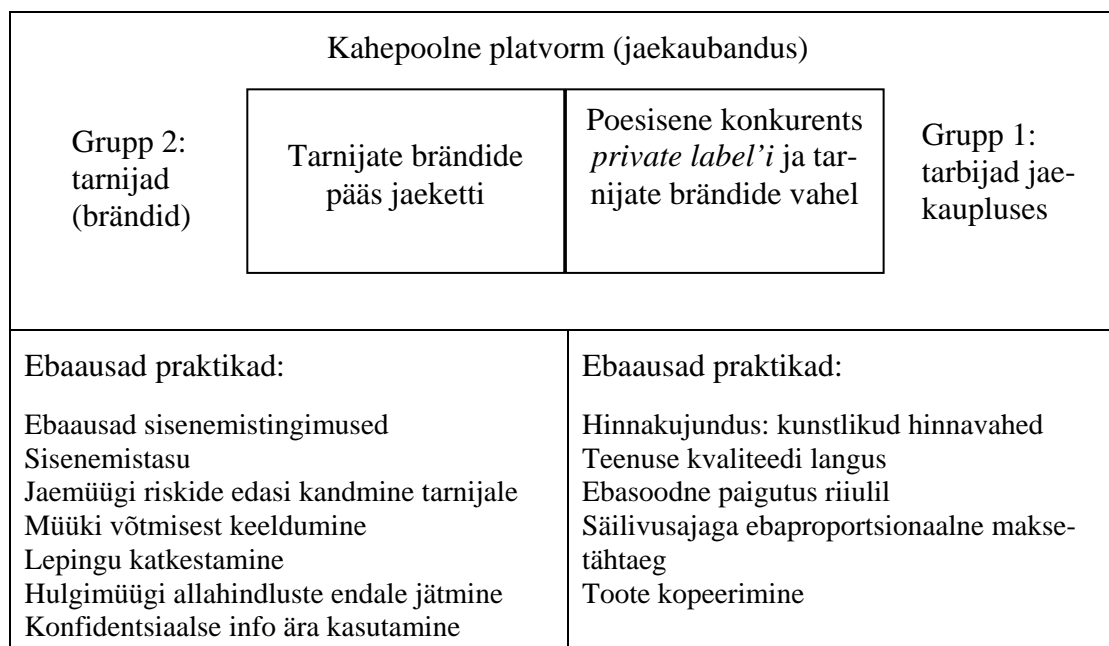 Kahepoolne platvorm (jaekaubandus)
Grupp 2:
tarnijad
(brändid)
Tarnijate brändide
pääs jaeketti
Poesisene konkurents
private label’i ja tar-
nijate brändide vahel
Grupp 1:
tarbijad jae-
kaupluses
Ebaausad praktikad:
Ebaausad sisenemistingimused
Sisenemistasu
Jaemüügi riskide edasi kandmine tarnijale
Müüki võtmisest keeldumine
Lepingu katkestamine
Hulgimüügi allahindluste endale jätmine
Konfidentsiaalse info ära kasutamine
Ebaausad praktikad:
Hinnakujundus: kunstlikud hinnavahed
Teenuse kvaliteedi langus
Ebasoodne paigutus riiulil
Säilivusajaga ebaproportsionaalne makse-
tähtaeg
Toote kopeerimine